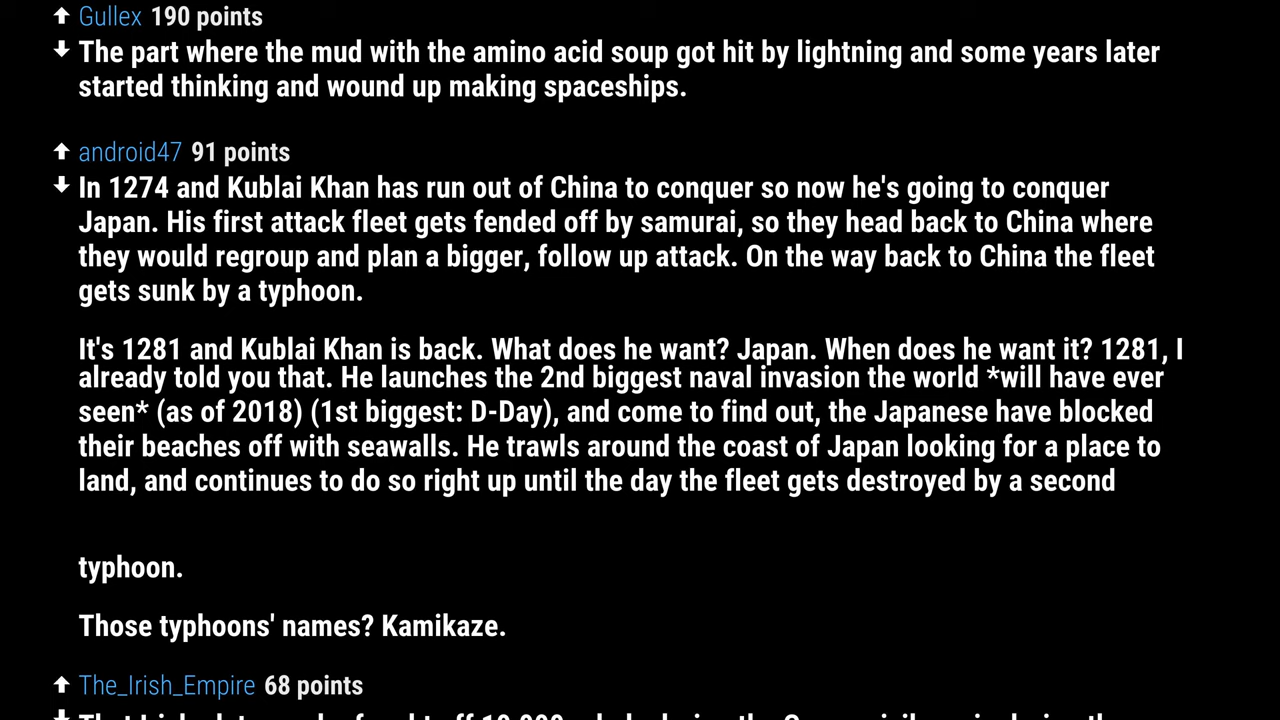 Gullex 190 points
The part where the mud with the amino acid soup got hit by lightning and some years later
started thinking and wound up making spaceships.
android47 91 points
In 1274 and Kublai Khan has run out of China to conquer so now he's going to conquer
Japan. His first attack fleet gets fended off by samurai, so they head back to China where
they would regroup and plan a bigger, follow up attack. On the way back to China the fleet
gets sunk by a typhoon.
It's 1281 and Kublai Khan is back. What does he want? Japan. When does he want it? 1281, I
already told you that. He launches the 2nd biggest naval invasion the world *will have ever
seen* (as of 2018) (1st biggest: D-Day), and come to find out, the Japanese have blocked
their beaches off with seawalls. He trawls around the coast of Japan looking for a place to
land, and continues to do so right up until the day the fleet gets destroyed by a second
typhoon.
Those typhoons' names? Kamikaze.
The_Irish_Empire 68 points